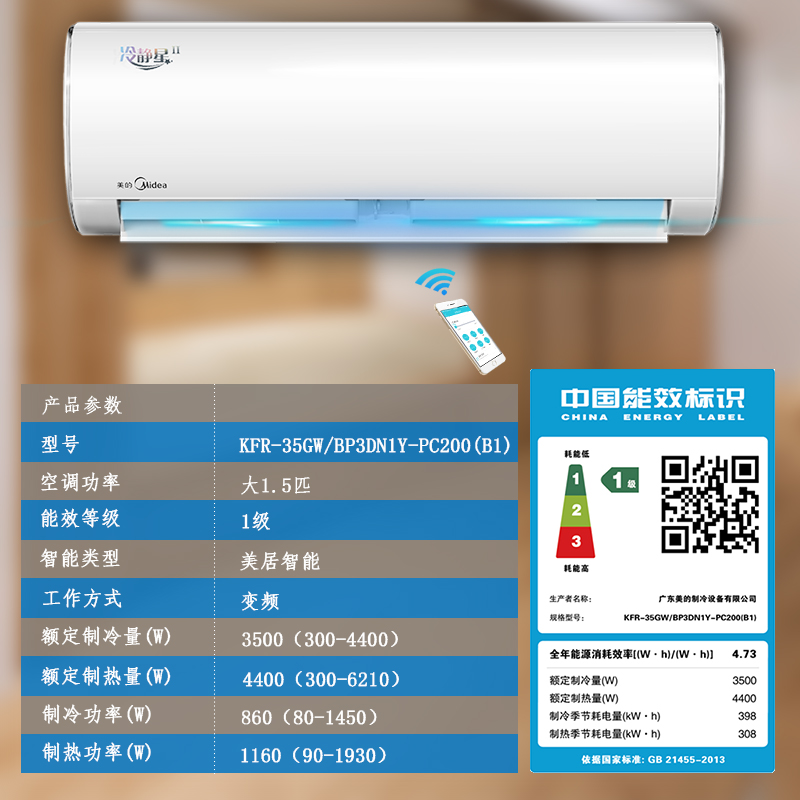 冷静星II
美的 Midea
产品参数
型号 KFR-35GW/BP3DN1Y-PC200(B1)
空调功率 大1.5匹
能效等级 1级
智能类型 美居智能
工作方式 变频
额定制冷量(W) 3500（300-4400）
额定制热量(W) 4400（300-6210）
制冷功率(W) 860（80-1450）
制热功率(W) 1160（90-1930）
中国能效标识
CHINA ENERGY LABEL
耗能低
1
1级
2
3
耗能高
生产者名称: 广东美的制冷设备有限公司
规格型号: KFR-35GW/BP3DN1Y-PC200(B1)
全年能源消耗效率[(W·h)/(W·h)] 4.73
额定制冷量(W) 3500
额定制热量(W) 4400
制冷季节耗电量(kW·h) 398
制热季节耗电量(kW·h) 308
依据国家标准: GB 21455-2013